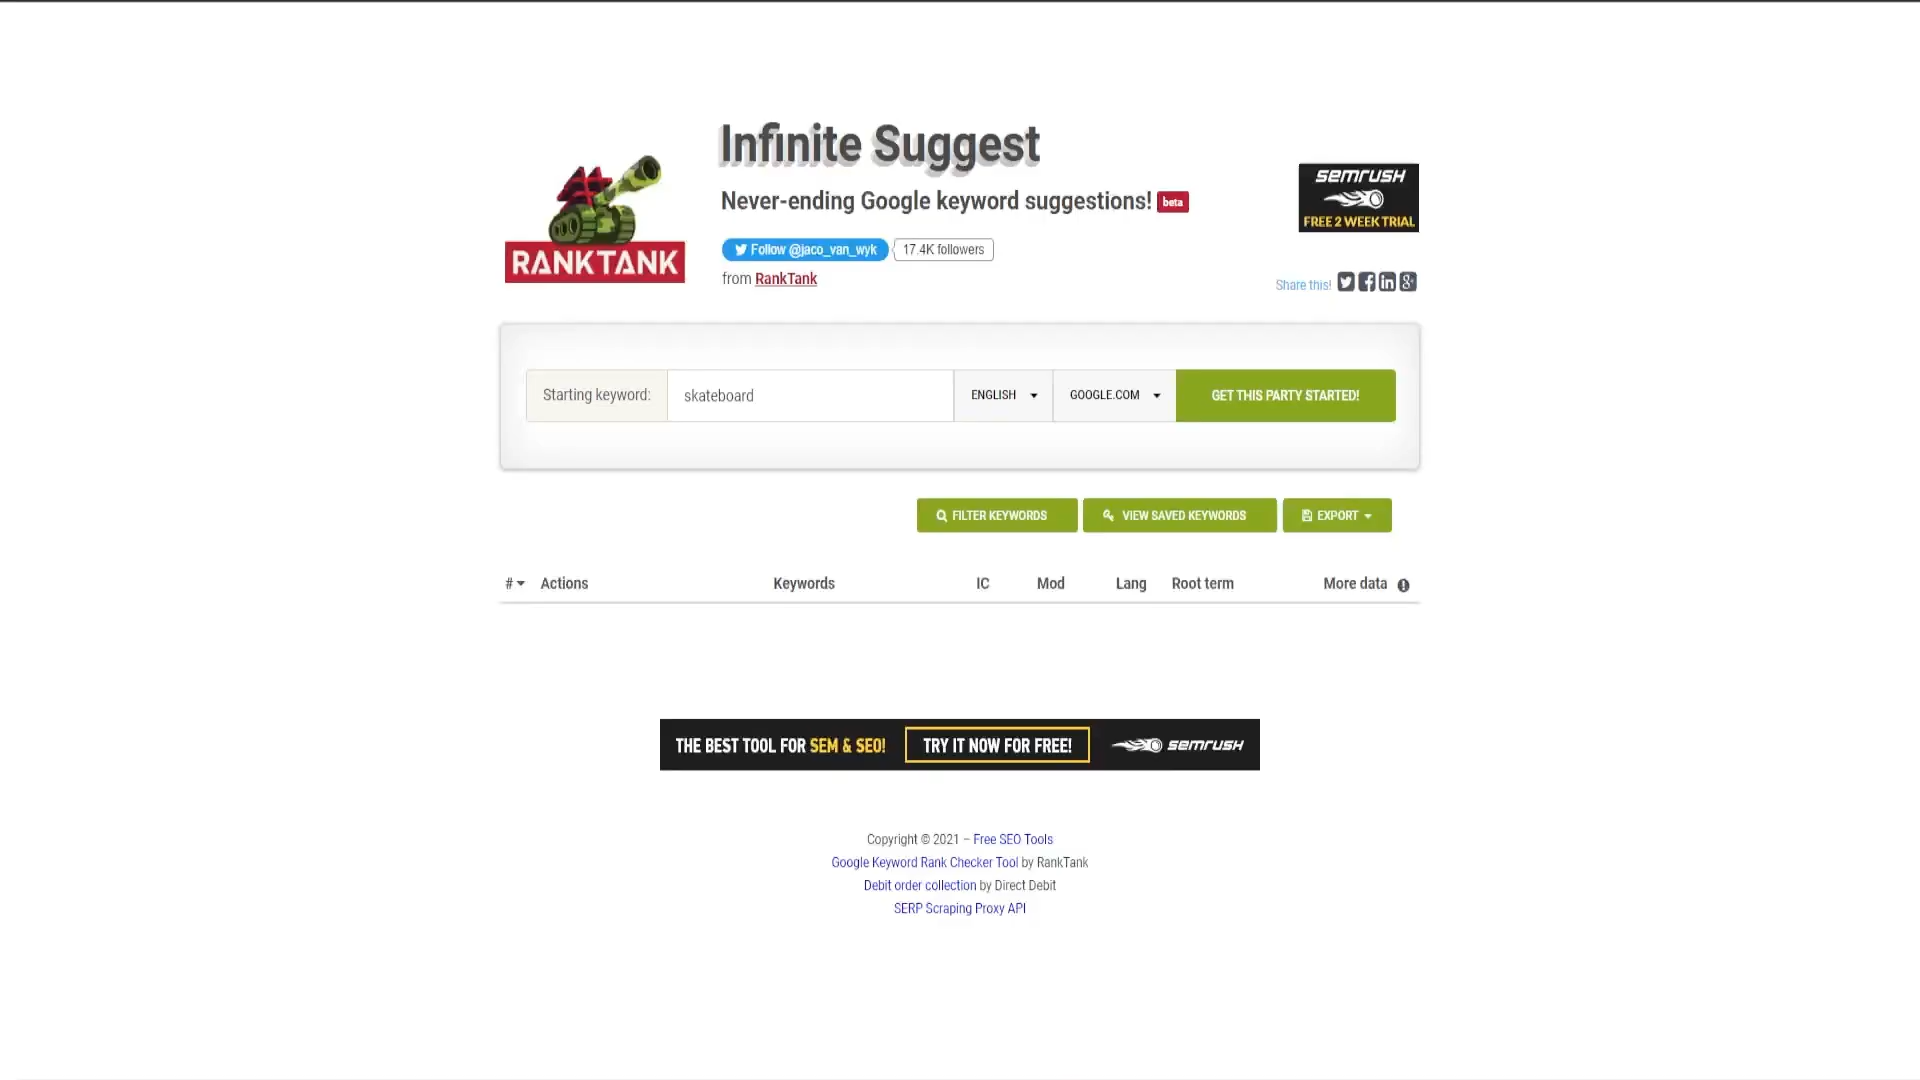 Infinite Suggest
Never-ending Google keyword suggestions! beta
Follow @jaco_van_wyk 17.4K followers
from RankTank
RANKTANK
SEMRUSH
FREE 2 WEEK TRIAL
Share this!
Starting keyword: skateboard ENGLISH GOOGLE.COM GET THIS PARTY STARTED!
FILTER KEYWORDS VIEW SAVED KEYWORDS EXPORT
# Actions Keywords IC Mod Lang Root term More data
THE BEST TOOL FOR SEM & SEO! TRY IT NOW FOR FREE! SEMRUSH
Copyright © 2021 – Free SEO Tools
Google Keyword Rank Checker Tool by RankTank
Debit order collection by Direct Debit
SERP Scraping Proxy API